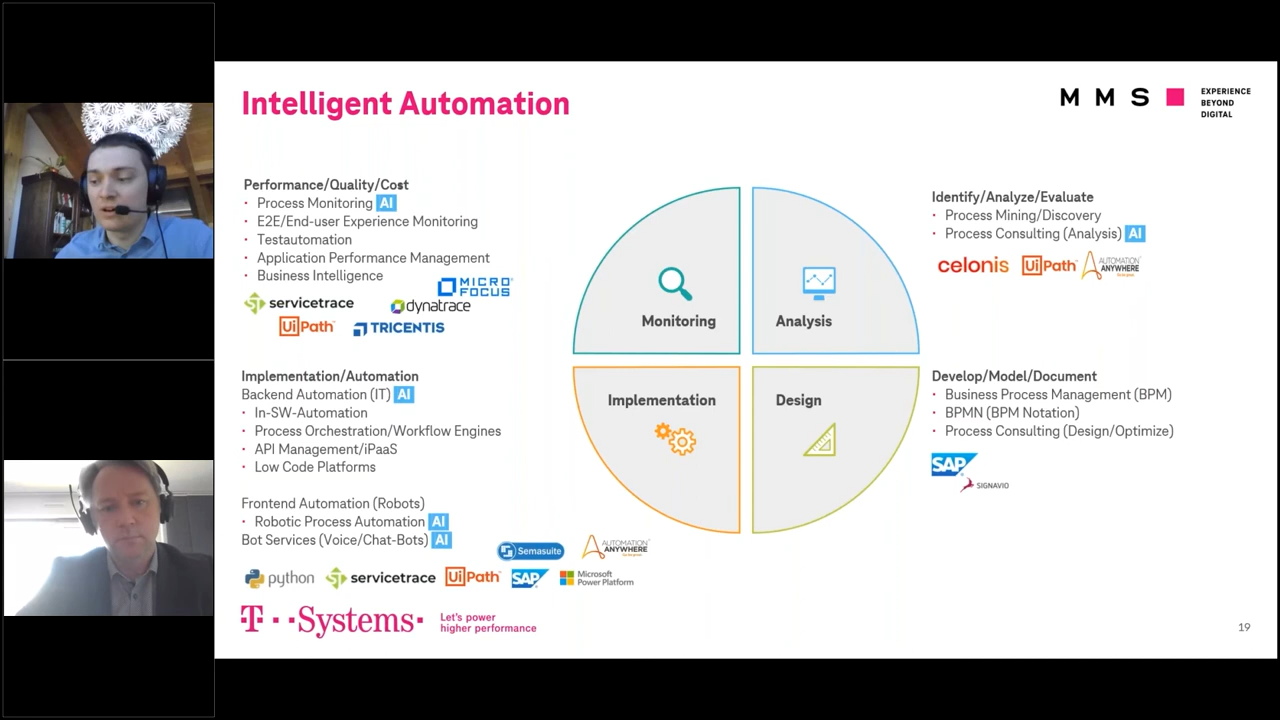 Intelligent Automation
M M S
EXPERIENCE
BEYOND
DIGITAL
Performance/Quality/Cost
• Process Monitoring AI
• E2E/End-user Experience Monitoring
• Testautomation
• Application Performance Management
• Business Intelligence
MICRO
FOCUS
ST servicetrace
dynatrace
UiPath™
TRICENTIS
Monitoring
Analysis
Identify/Analyze/Evaluate
• Process Mining/Discovery
• Process Consulting (Analysis) AI
celonis
UiPath™
AUTOMATION
ANYWHERE
Implementation/Automation
Backend Automation (IT) AI
• In-SW-Automation
• Process Orchestration/Workflow Engines
• API Management/iPaaS
• Low Code Platforms
Frontend Automation (Robots)
• Robotic Process Automation AI
Bot Services (Voice/Chat-Bots) AI
Semasuite
AUTOMATION
ANYWHERE
python
ST servicetrace
UiPath™
SAP
Microsoft
Power Platform
Implementation
Design
Develop/Model/Document
• Business Process Management (BPM)
• BPMN (BPM Notation)
• Process Consulting (Design/Optimize)
SAP
SIGNAVIO
T··Systems·
Let's power
higher performance
19